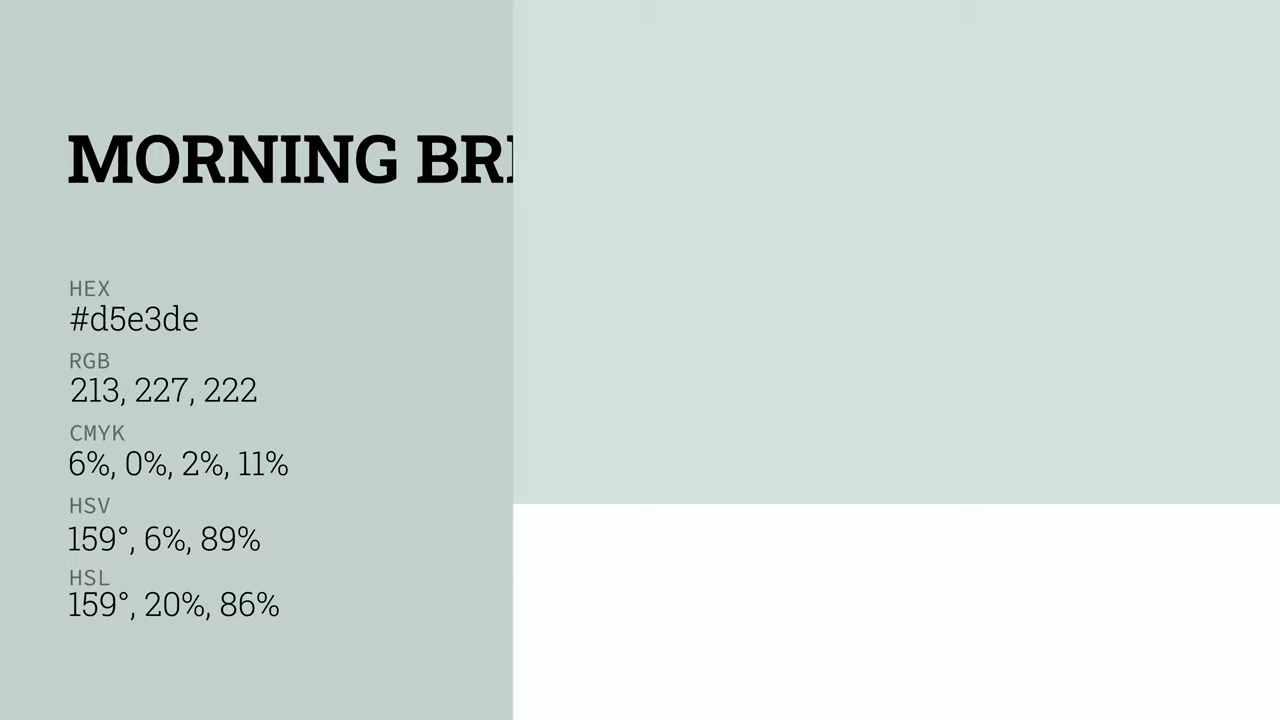 MORNING BR
HEX
#d5e3de
RGB
213, 227, 222
CMYK
6%, 0%, 2%, 11%
HSV
159°, 6%, 89%
HSL
159°, 20%, 86%